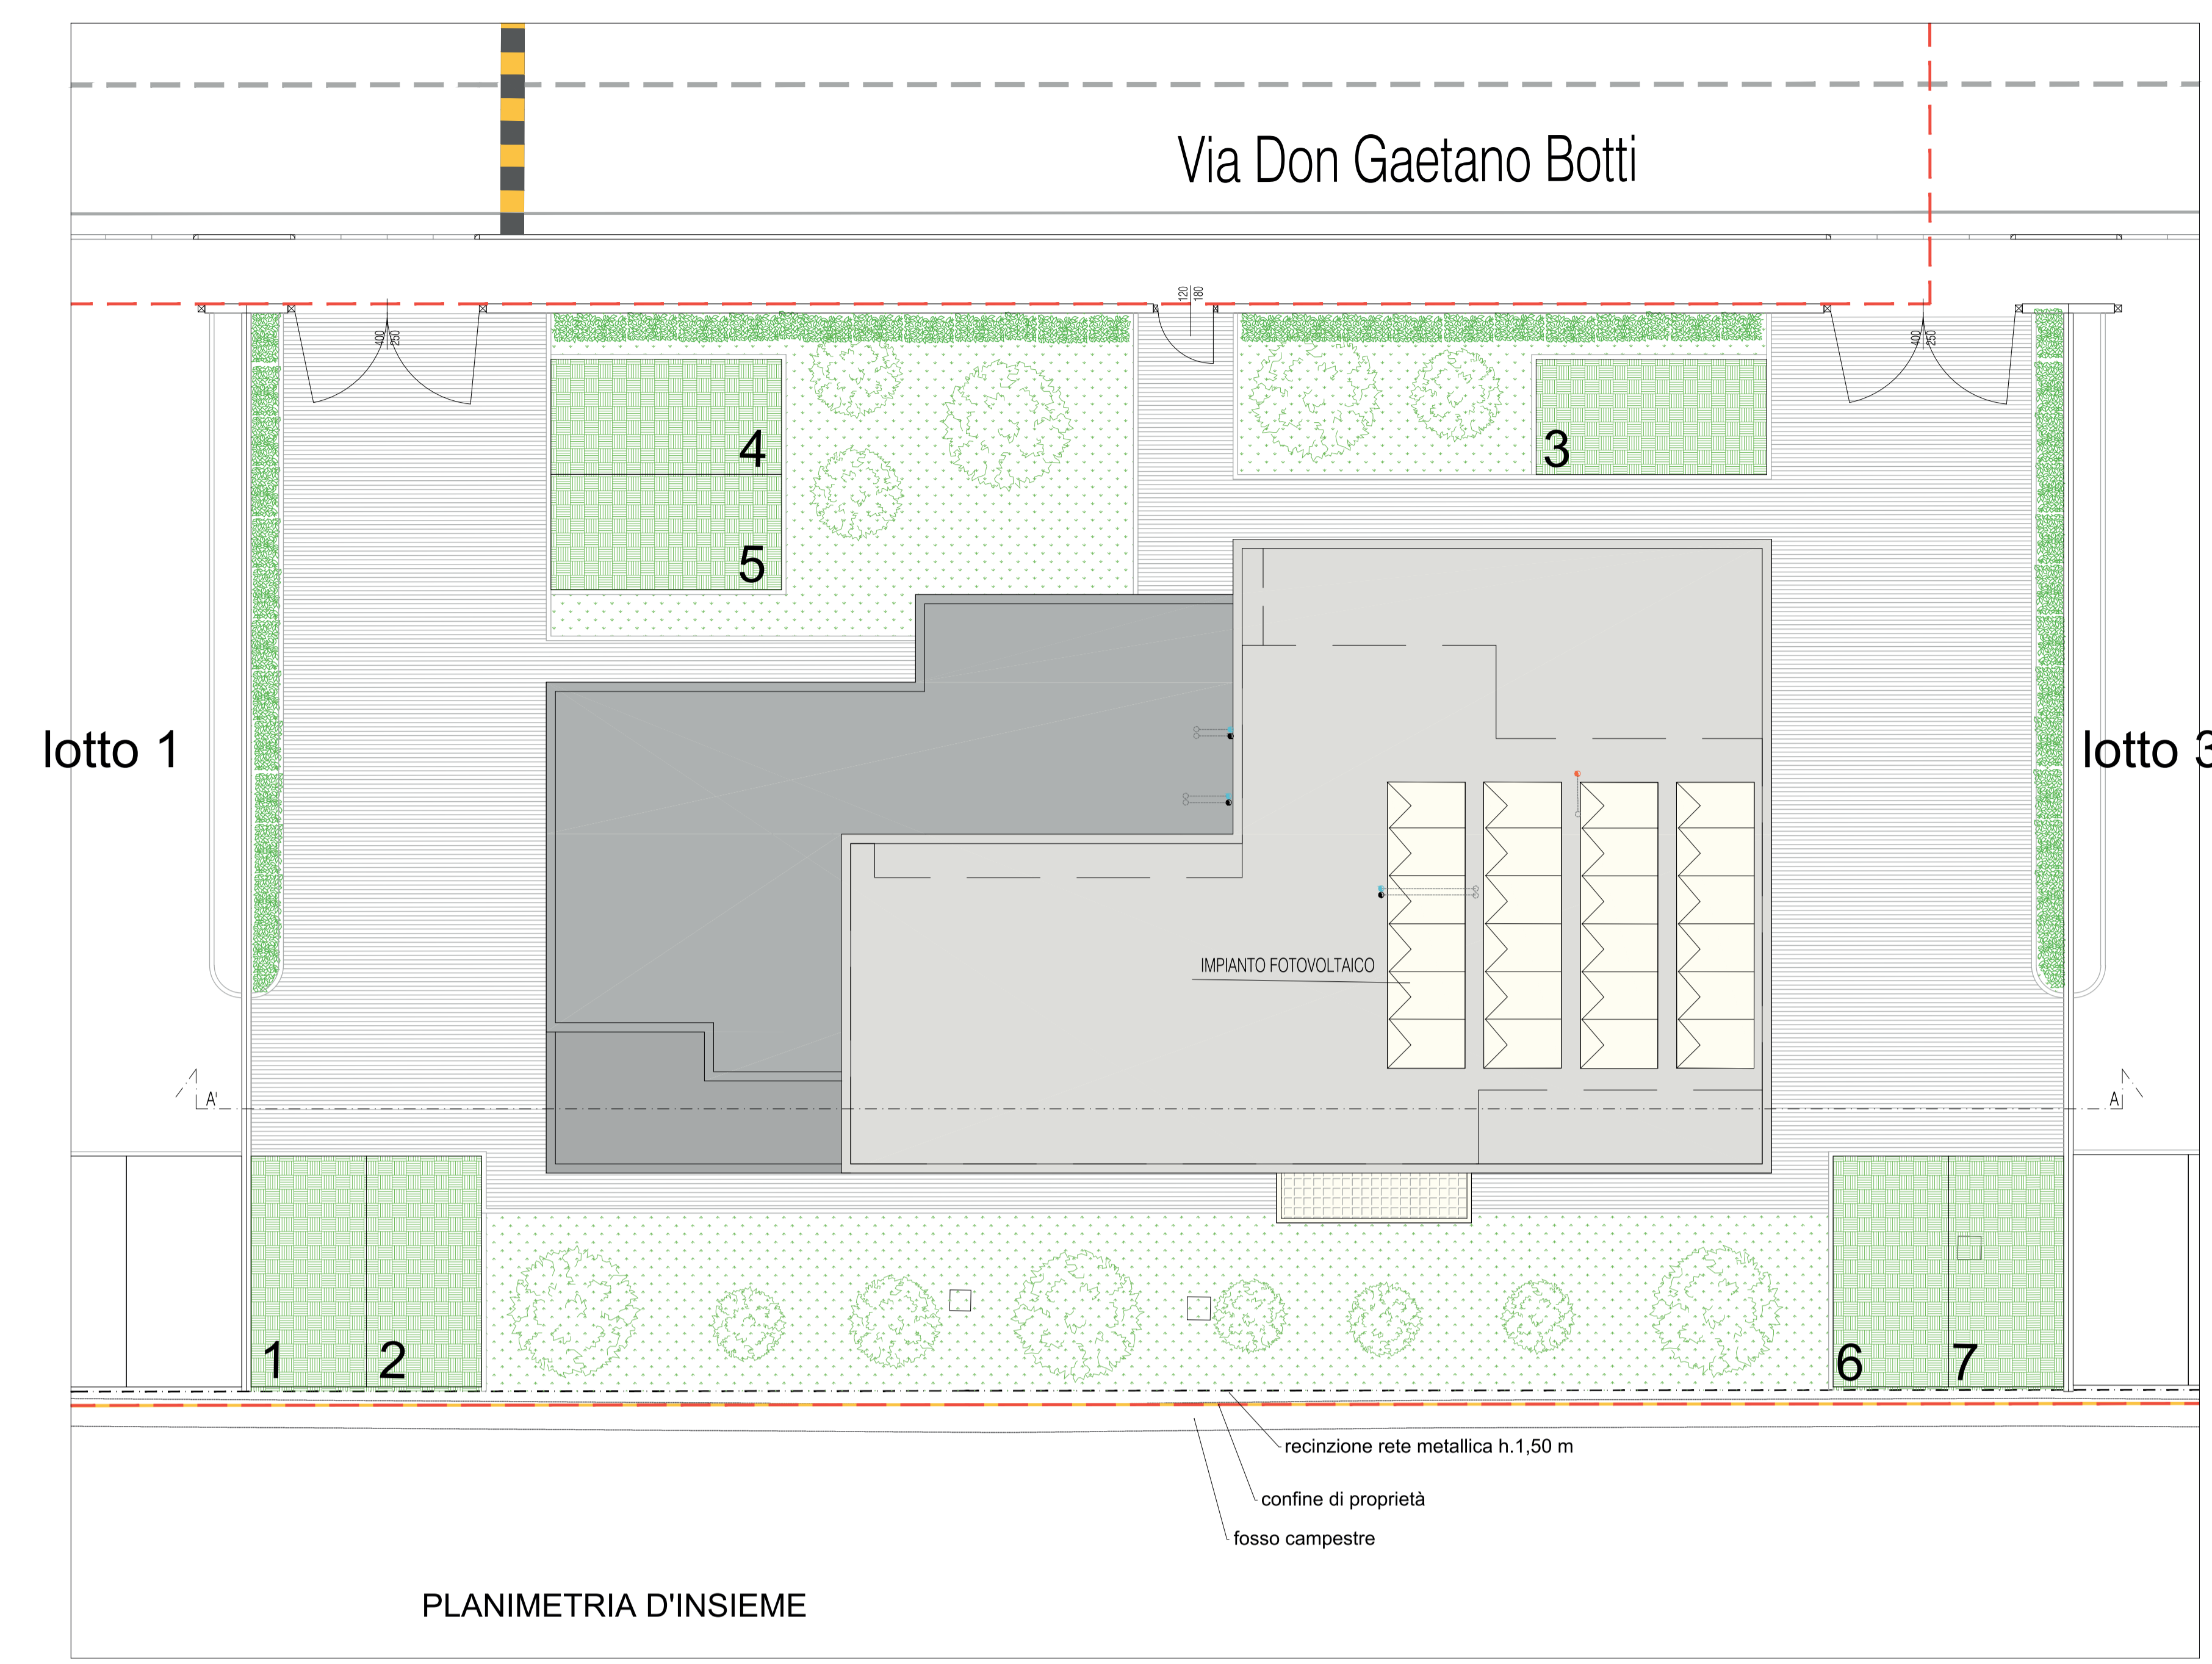 Via Don Gaetano Botti
400
250
120
180
400
250
4
3
5
lotto 1
lotto 3
IMPIANTO FOTOVOLTAICO
A'
A
1
2
6
7
recinzione rete metallica h.1,50 m
confine di proprietà
fosso campestre
PLANIMETRIA D'INSIEME